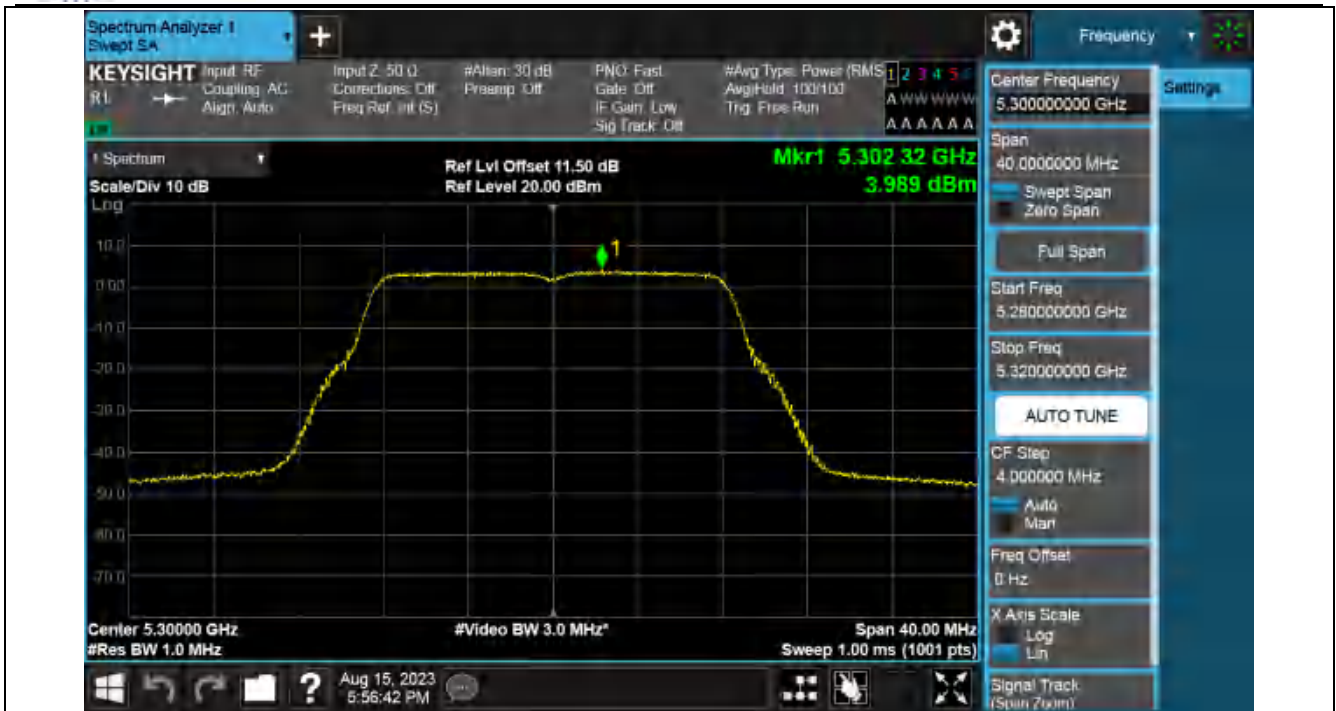 Spectrum Analyzer 1
Swept SA
+
Frequency
KEYSIGHT
RL
Input: RF
Coupling: AC
Align: Auto
Input Z: 50 Ω
Corrections: Off
Freq Ref: Int (S)
#Atten: 30 dB
Preamp: Off
PNO: Fast
Gate: Off
IF Gain: Low
Sig Track: Off
#Avg Type: Power (RMS
Avg|Hold: 100/100
Trig: Free Run
1 2 3 4 5 6
A W W W W W
A A A A A A
1 Spectrum
Scale/Div 10 dB
Log
Ref Lvl Offset 11.50 dB
Ref Level 20.00 dBm
Mkr1 5.302 32 GHz
3.989 dBm
1
10.0
0.00
-10.0
-20.0
-30.0
-40.0
-50.0
-60.0
-70.0
Center 5.30000 GHz
#Res BW 1.0 MHz
#Video BW 3.0 MHz*
Span 40.00 MHz
Sweep 1.00 ms (1001 pts)
?
Aug 15, 2023
5:56:42 PM
Center Frequency
5.300000000 GHz
Settings
Span
40.0000000 MHz
Swept Span
Zero Span
Full Span
Start Freq
5.280000000 GHz
Stop Freq
5.320000000 GHz
AUTO TUNE
CF Step
4.000000 MHz
Auto
Man
Freq Offset
0 Hz
X Axis Scale
Log
Lin
Signal Track
(Span Zoom)